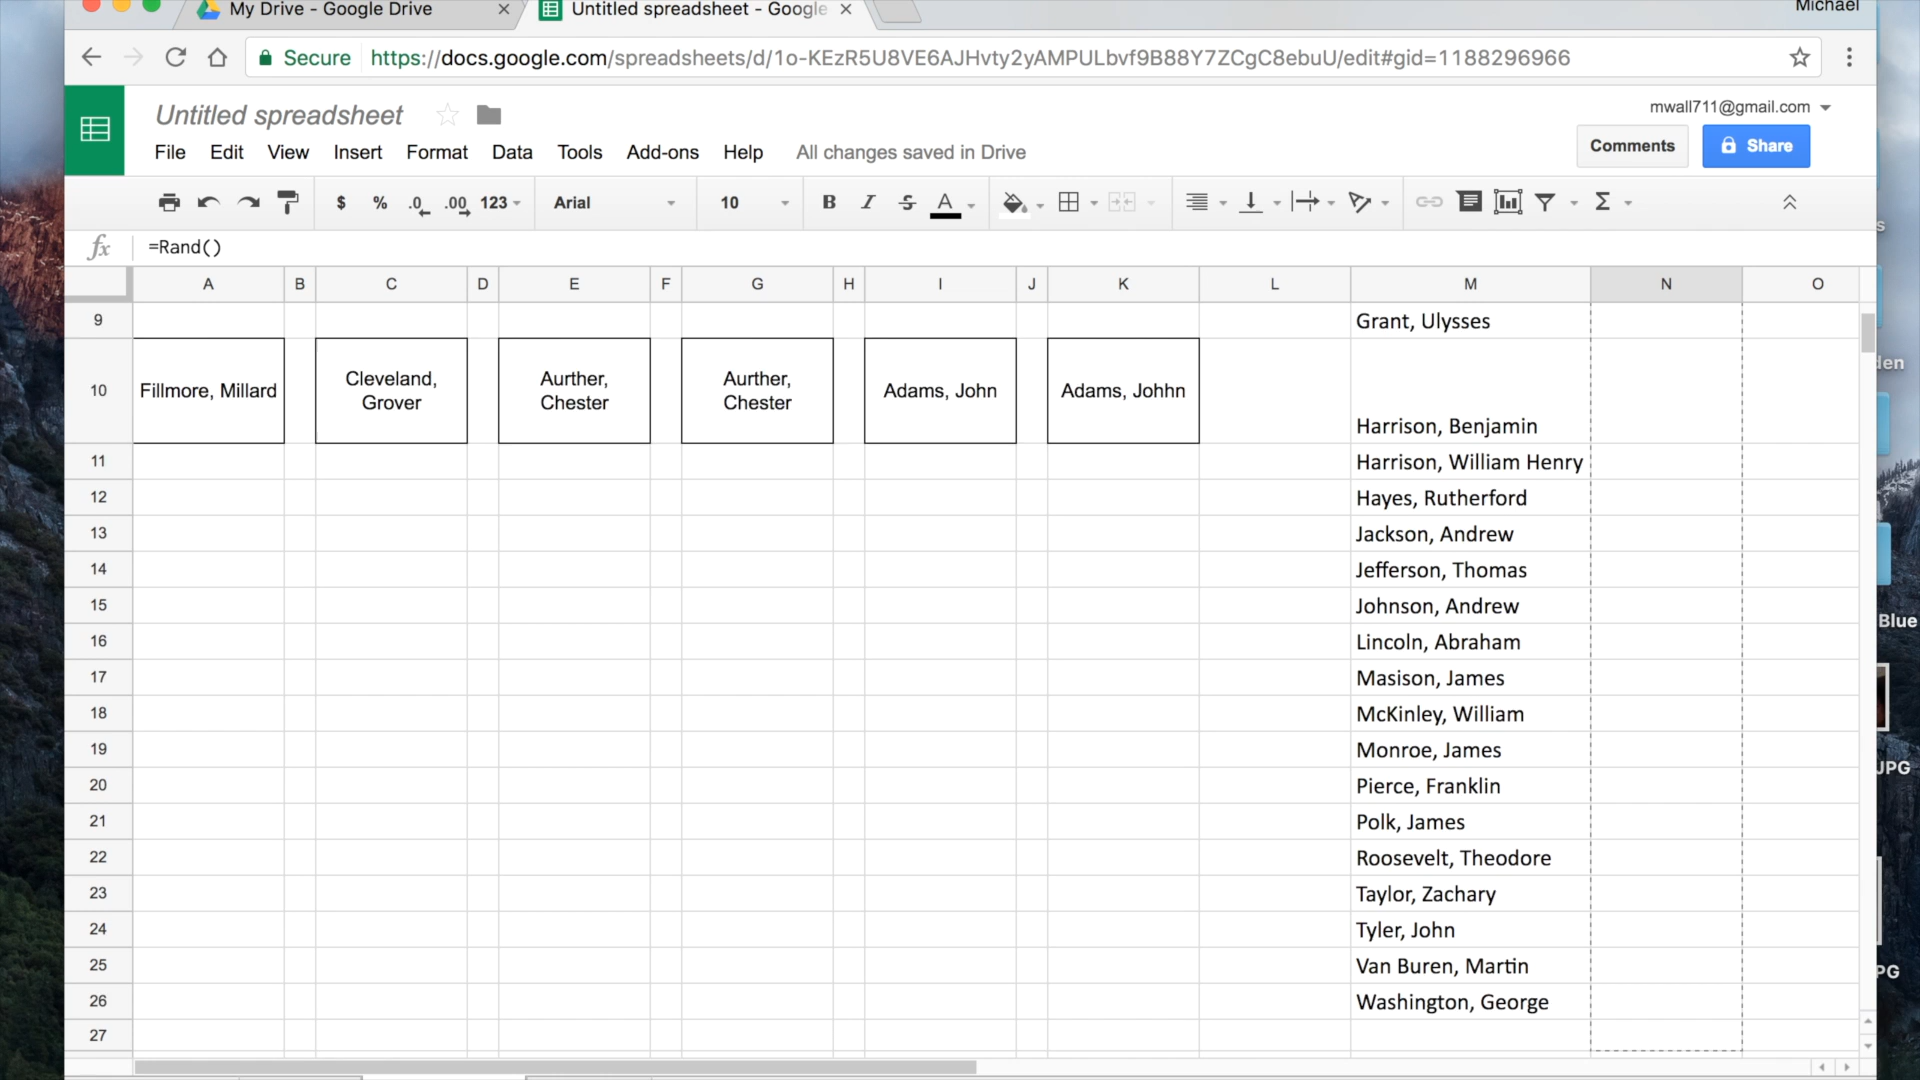 My Drive - Google Drive
Untitled spreadsheet - Google
Michael
Secure https://docs.google.com/spreadsheets/d/1o-KEzR5U8VE6AJHvty2yAMPULbvf9B88Y7ZCgC8ebuU/edit#gid=1188296966
Untitled spreadsheet
mwall711@gmail.com
File Edit View Insert Format Data Tools Add-ons Help All changes saved in Drive
Comments
Share
$ % .0 .00 123 Arial 10 B I S A Σ
fx =Rand()
A B C D E F G H I J K L M N O
9 Grant, Ulysses
10 Fillmore, Millard
Cleveland,
Grover
Aurther,
Chester
Aurther,
Chester
Adams, John
Adams, Johhn
Harrison, Benjamin
11 Harrison, William Henry
12 Hayes, Rutherford
13 Jackson, Andrew
14 Jefferson, Thomas
15 Johnson, Andrew
16 Lincoln, Abraham
17 Masison, James
18 McKinley, William
19 Monroe, James
20 Pierce, Franklin
21 Polk, James
22 Roosevelt, Theodore
23 Taylor, Zachary
24 Tyler, John
25 Van Buren, Martin
26 Washington, George
27
s
den
Blue
JPG
PG